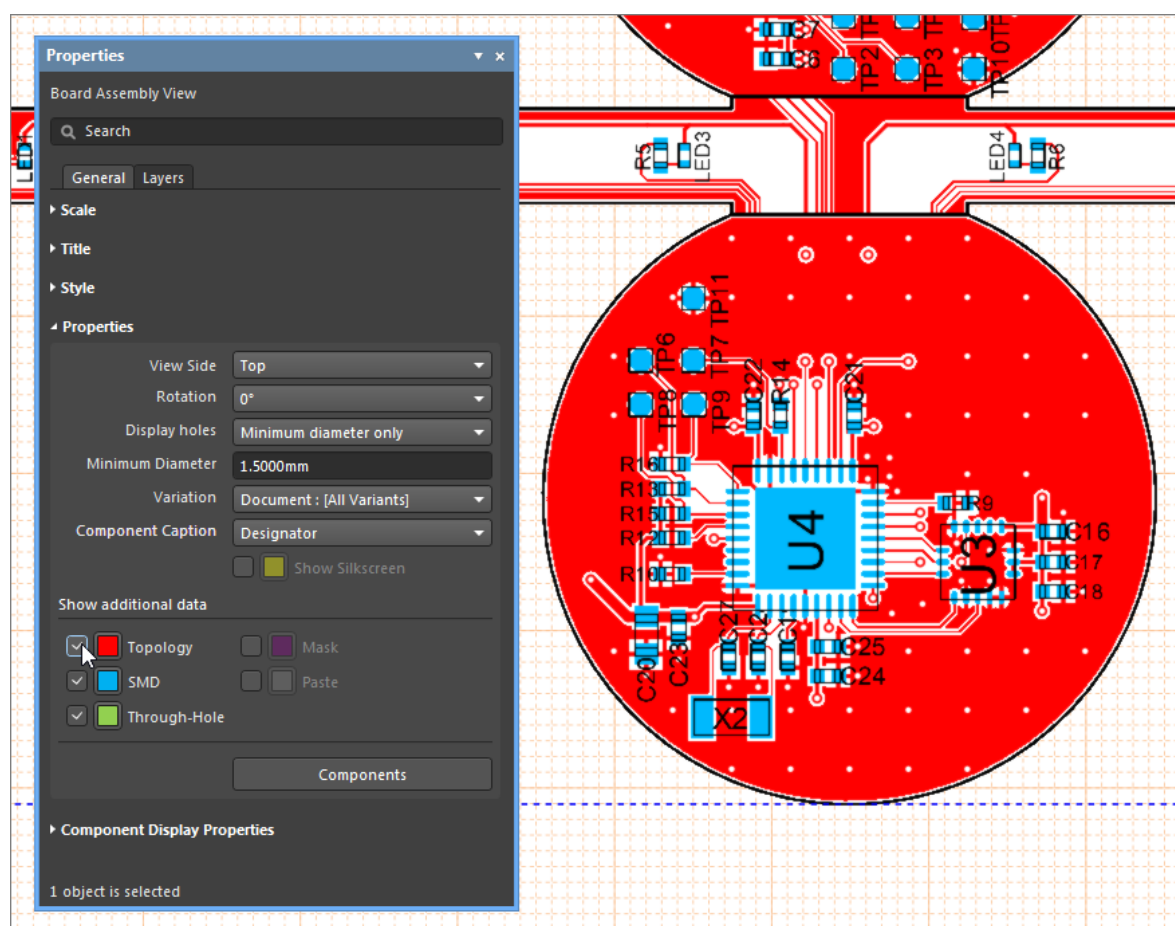 Properties
Board Assembly View
Search
General Layers
Scale
Title
Style
Properties
View Side Top
Rotation 0°
Display holes Minimum diameter only
Minimum Diameter 1.5000mm
Variation Document : [All Variants]
Component Caption Designator
Show Silkscreen
Show additional data
Topology Mask
SMD Paste
Through-Hole
Components
Component Display Properties
1 object is selected
C7
C6
TP2
TP3
TP10
R5
LED3
LED4
R6
TP11
TP6
TP7
TP8
TP9
C22
R14
C21
R16
R13
R15
R12
R10
U4
R9
U3
C16
C17
C18
C20
C23
C25
C24
X2